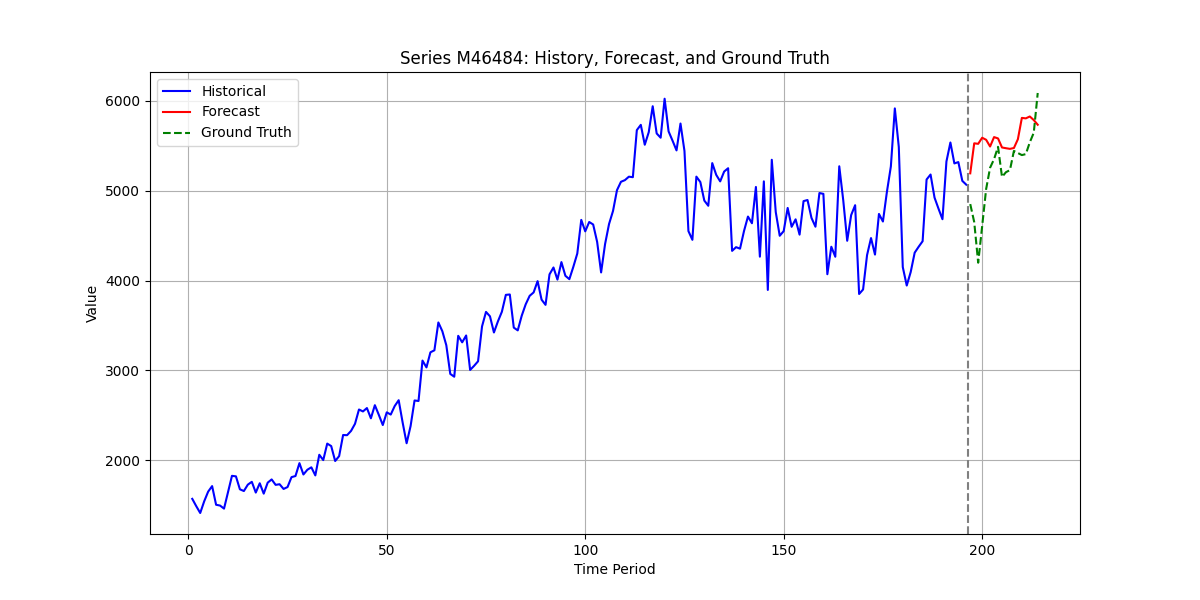 Series M46484: History, Forecast, and Ground Truth
Historical
Forecast
Ground Truth
6000
5000
4000
3000
2000
Value
0 50 100 150 200
Time Period